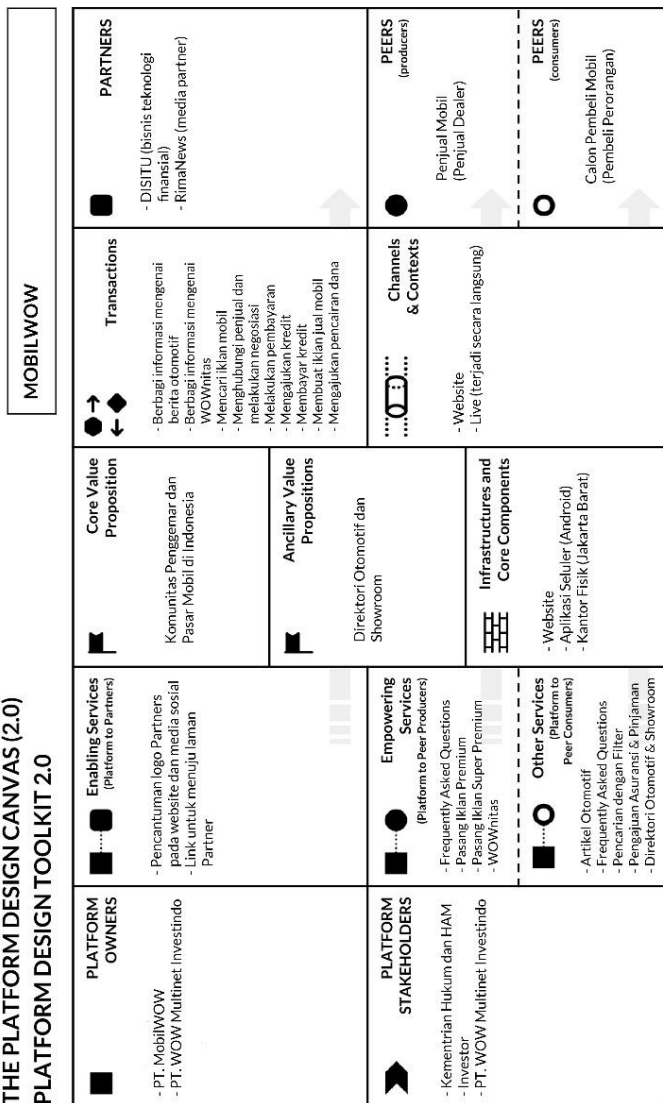 THE PLATFORM DESIGN CANVAS (2.0)
PLATFORM DESIGN TOOLKIT 2.0
MOBILWOW
PLATFORM
OWNERS
- PT. MobilWOW
- PT. WOW Multinet Investindo
PLATFORM
STAKEHOLDERS
- Kementrian Hukum dan HAM
- Investor
- PT. WOW Multinet Investindo
Enabling Services
(Platform to Partners)
- Pencantuman logo Partners
pada website dan media sosial
- Link untuk menuju laman
Partner
Empowering
Services
(Platform to Peer Producers)
- Frequently Asked Questions
- Pasang Iklan Premium
- Pasang Iklan Super Premium
- WOWnitas
Other Services
(Platform to
Peer Consumers)
- Artikel Otomotif
- Frequently Asked Questions
- Pencarian dengan Filter
- Pengajuan Asuransi & Pinjaman
- Direktori Otomotif & Showroom
Core Value
Proposition
Komunitas Penggemar dan
Pasar Mobil di Indonesia
Ancillary Value
Propositions
Direktori Otomotif dan
Showroom
Infrastructures and
Core Components
- Website
- Aplikasi Seluler (Android)
- Kantor Fisik (Jakarta Barat)
Transactions
- Berbagi informasi mengenai
berita otomotif
- Berbagi informasi mengenai
WOWnitas
- Mencari iklan mobil
- Menghubungi penjual dan
melakukan negosiasi
- Melakukan pembayaran
- Mengajukan kredit
- Membayar kredit
- Membuat iklan jual mobil
- Mengajukan pencairan dana
Channels
& Contexts
- Website
- Live (terjadi secara langsung)
PARTNERS
- DISITU (bisnis teknologi
finansial)
- RimaNews (media partner)
PEERS
(producers)
Penjual Mobil
(Penjual Dealer)
PEERS
(consumers)
Calon Pembeli Mobil
(Pembeli Perorangan)